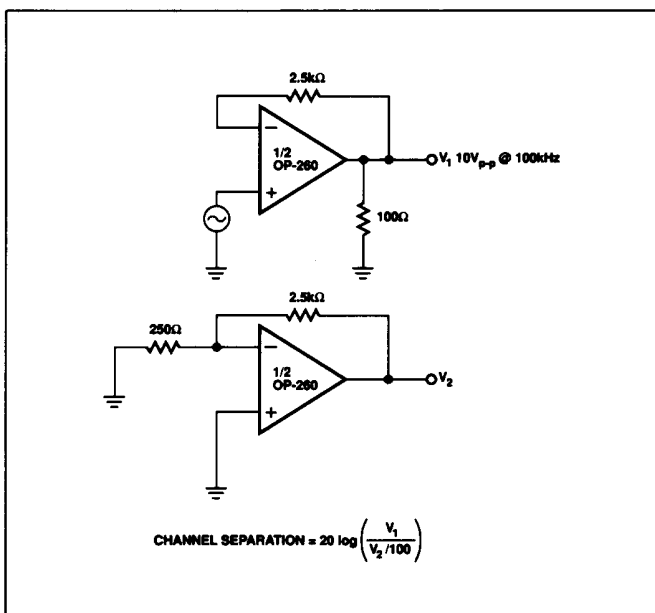 2.5kΩ
−
1/2
OP-260
+
V₁ 10Vp-p @ 100kHz
100Ω
2.5kΩ
250Ω
−
1/2
OP-260
+
V₂
CHANNEL SEPARATION = 20 log (V₁ / V₂/100)